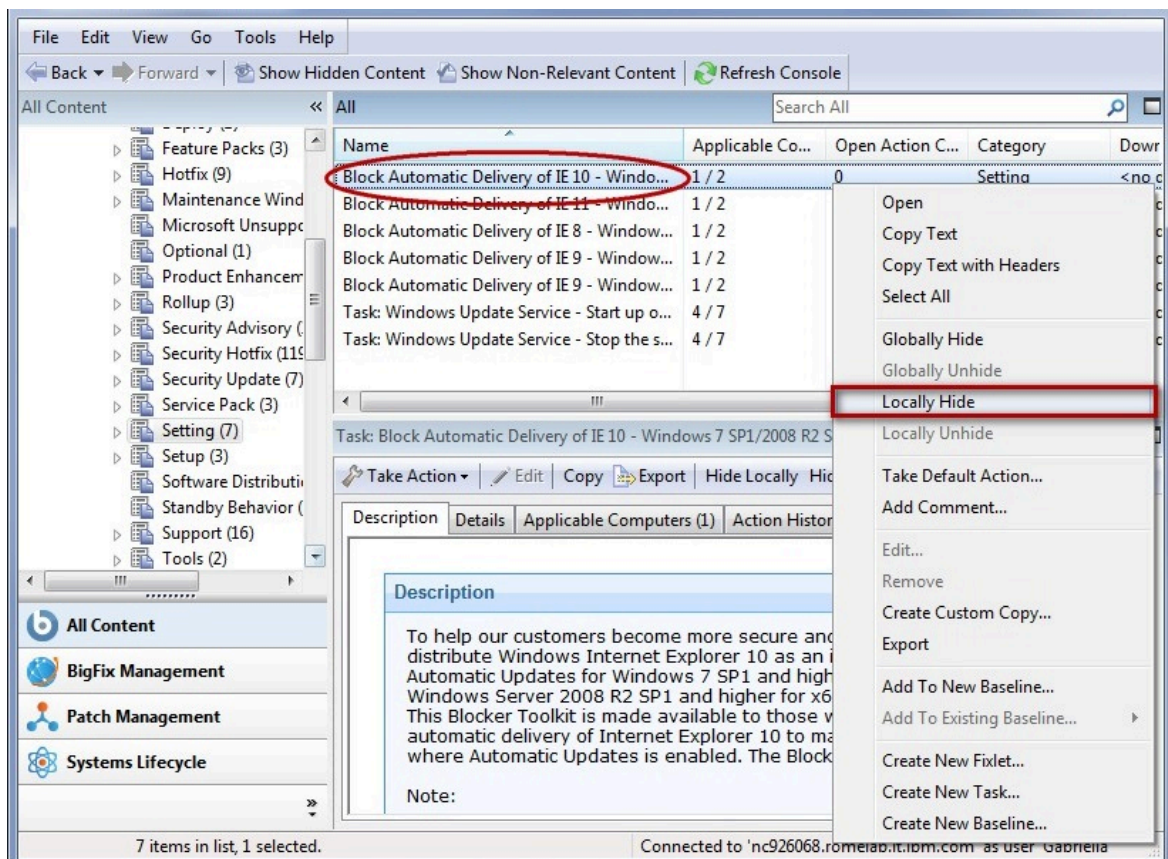 File Edit View Go Tools Help
Back Forward Show Hidden Content Show Non-Relevant Content Refresh Console
All Content « All Search All
Feature Packs (3)
Hotfix (9)
Maintenance Wind
Microsoft Unsuppo
Optional (1)
Product Enhancem
Rollup (3)
Security Advisory (
Security Hotfix (119
Security Update (7)
Service Pack (3)
Setting (7)
Setup (3)
Software Distributi
Standby Behavior (
Support (16)
Tools (2)
All Content
BigFix Management
Patch Management
Systems Lifecycle
»
Name Applicable Co... Open Action C... Category Down
Block Automatic Delivery of IE 10 - Windo... 1 / 2 0 Setting
Block Automatic Delivery of IE 11 - Windo... 1 / 2
Block Automatic Delivery of IE 8 - Window... 1 / 2
Block Automatic Delivery of IE 9 - Window... 1 / 2
Block Automatic Delivery of IE 9 - Window... 1 / 2
Task: Windows Update Service - Start up o... 4 / 7
Task: Windows Update Service - Stop the s... 4 / 7
Task: Block Automatic Delivery of IE 10 - Windows 7 SP1/2008 R2 S
Take Action Edit Copy Export Hide Locally Hid
Description Details Applicable Computers (1) Action Histor
Description
To help our customers become more secure and
distribute Windows Internet Explorer 10 as an i
Automatic Updates for Windows 7 SP1 and high
Windows Server 2008 R2 SP1 and higher for x6
This Blocker Toolkit is made available to those w
automatic delivery of Internet Explorer 10 to ma
where Automatic Updates is enabled. The Block
Note:
Open
Copy Text
Copy Text with Headers
Select All
Globally Hide
Globally Unhide
Locally Hide
Locally Unhide
Take Default Action...
Add Comment...
Edit...
Remove
Create Custom Copy...
Export
Add To New Baseline...
Add To Existing Baseline...
Create New Fixlet...
Create New Task...
Create New Baseline...
7 items in list, 1 selected. Connected to 'nc926068.romelab.it.ibm.com' as user 'Gabriella'